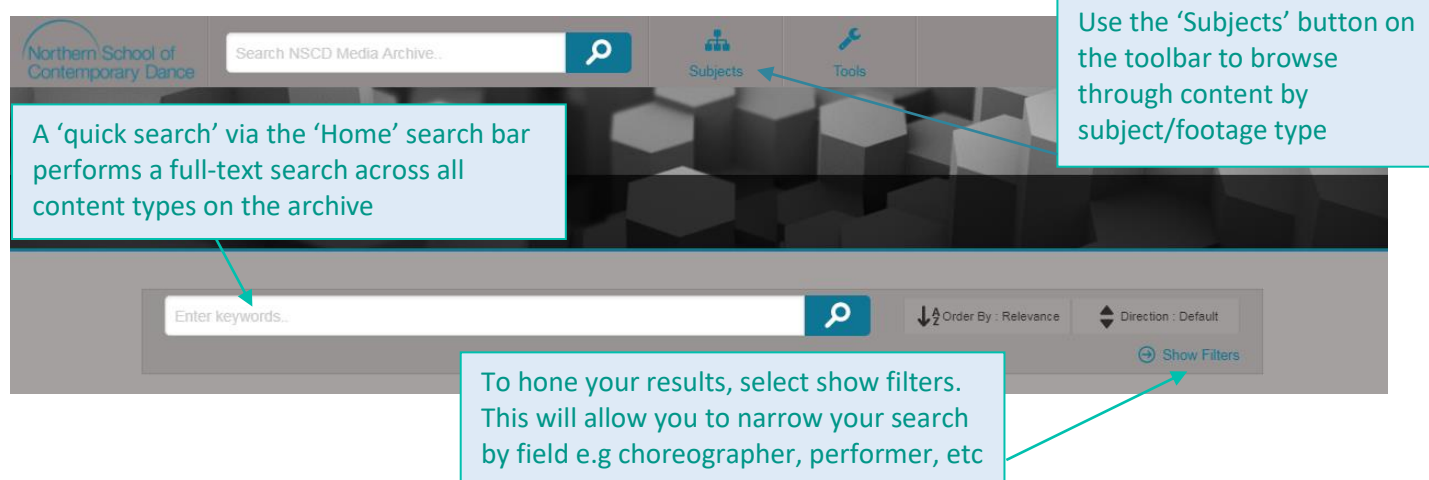 Northern School of
Contemporary Dance
Search NSCD Media Archive..
Subjects
Tools
Use the ‘Subjects’ button on
the toolbar to browse
through content by
subject/footage type
A ‘quick search’ via the ‘Home’ search bar
performs a full-text search across all
content types on the archive
Enter keywords..
Order By : Relevance
Direction : Default
Show Filters
To hone your results, select show filters.
This will allow you to narrow your search
by field e.g choreographer, performer, etc